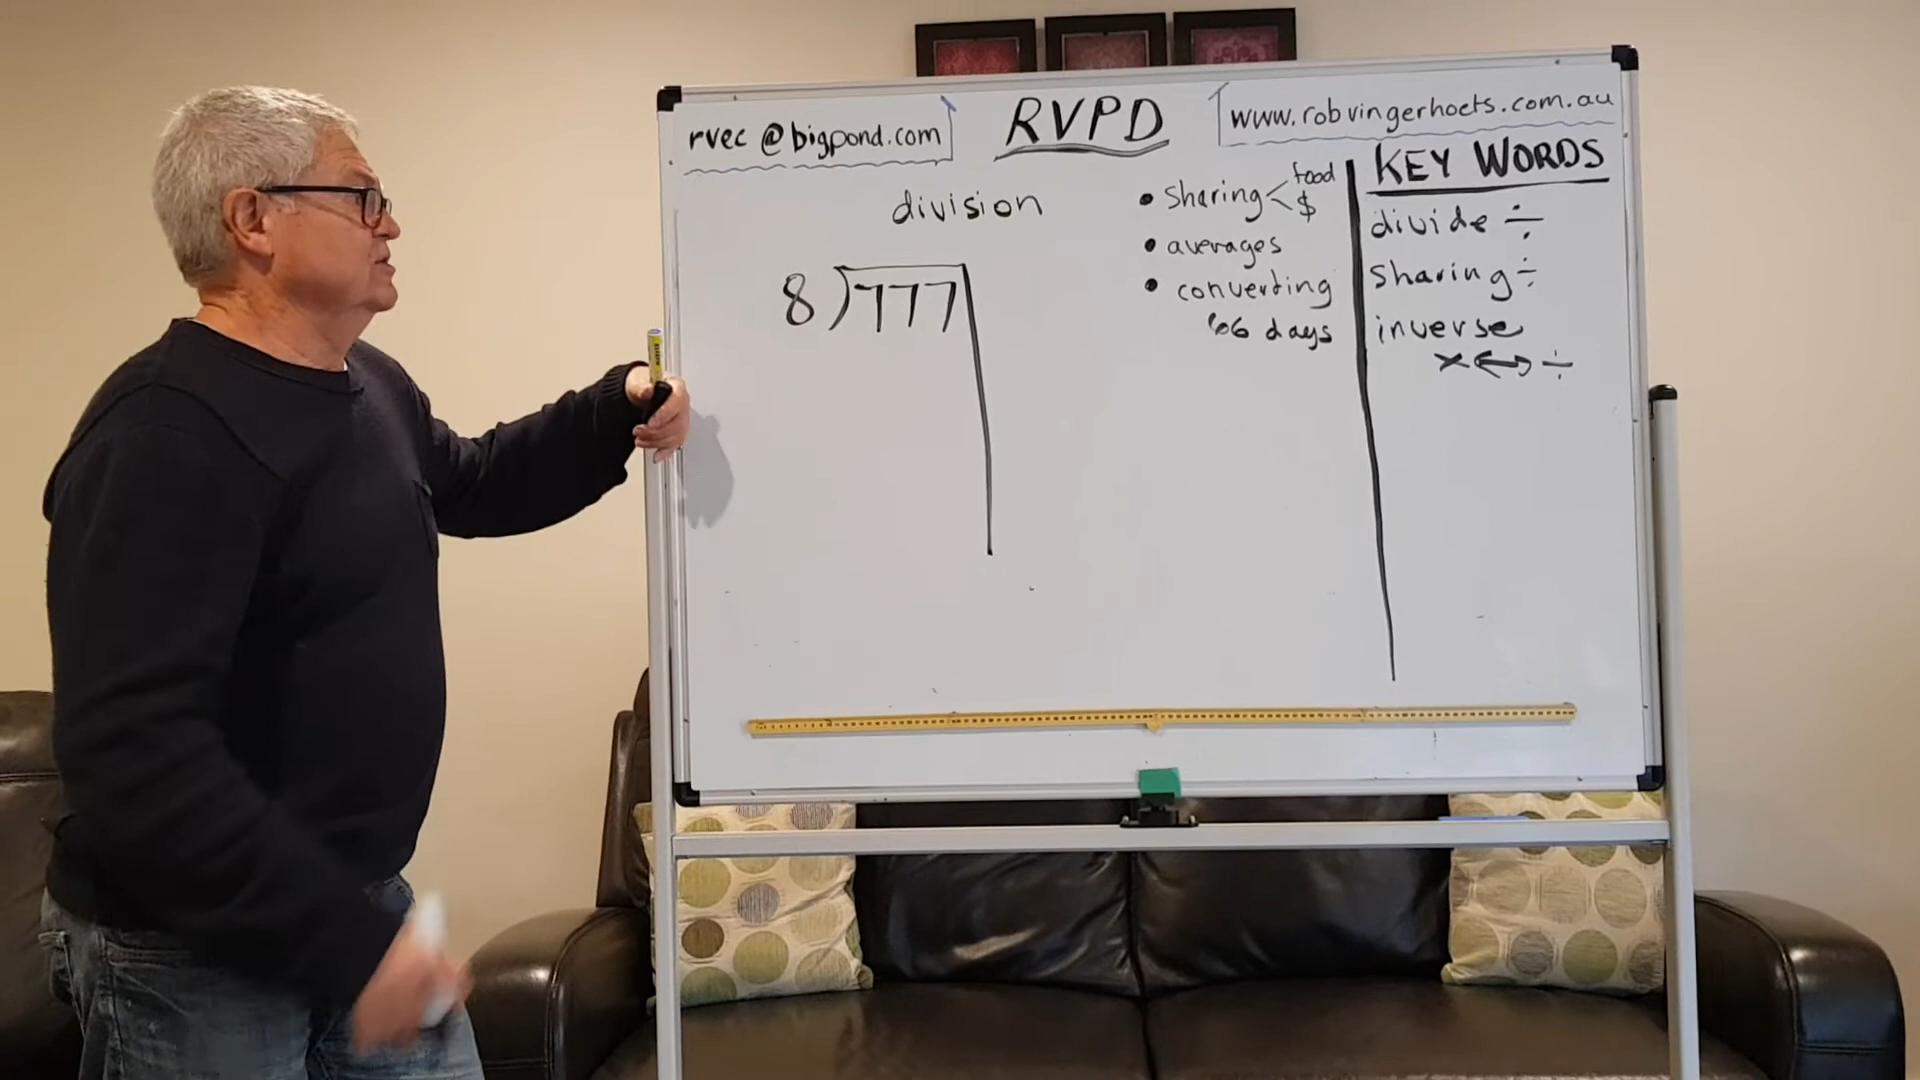 rvec @bigpond.com
RVPD
www.robvingerhoets.com.au
division
8)777
• Sharing < food
$
• averages
• converting
66 days
KEY WORDS
divide ÷
Sharing ÷
inverse
× ↔ ÷